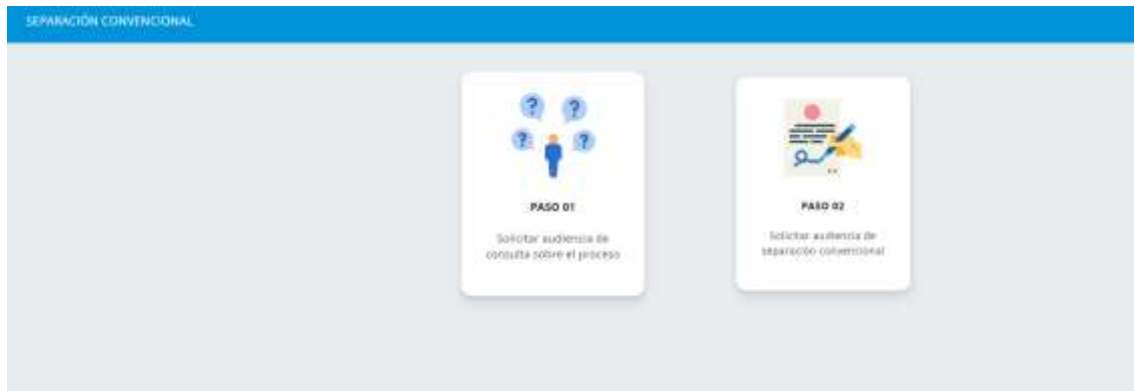 SEPARACIÓN CONVENCIONAL
? ?
? ?
PASO 01
Solicitar audiencia de
consulta sobre el proceso
PASO 02
Solicitar audiencia de
separación convencional